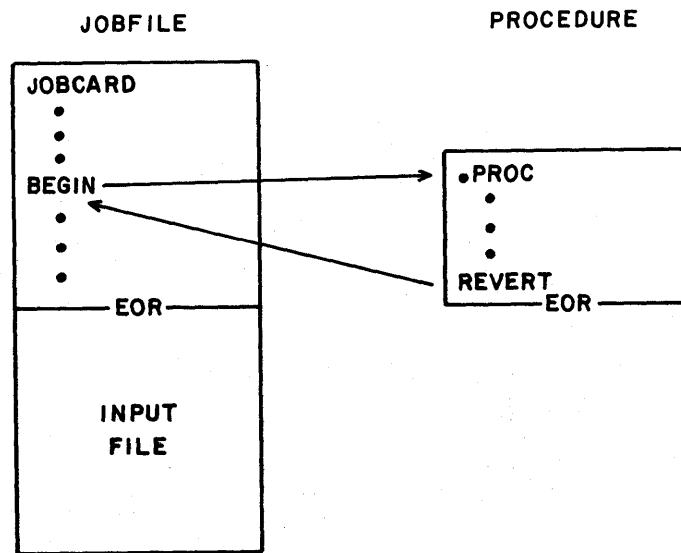 JOBFILE
JOBCARD
BEGIN
EOR
INPUT
FILE
PROCEDURE
.PROC
REVERT
EOR